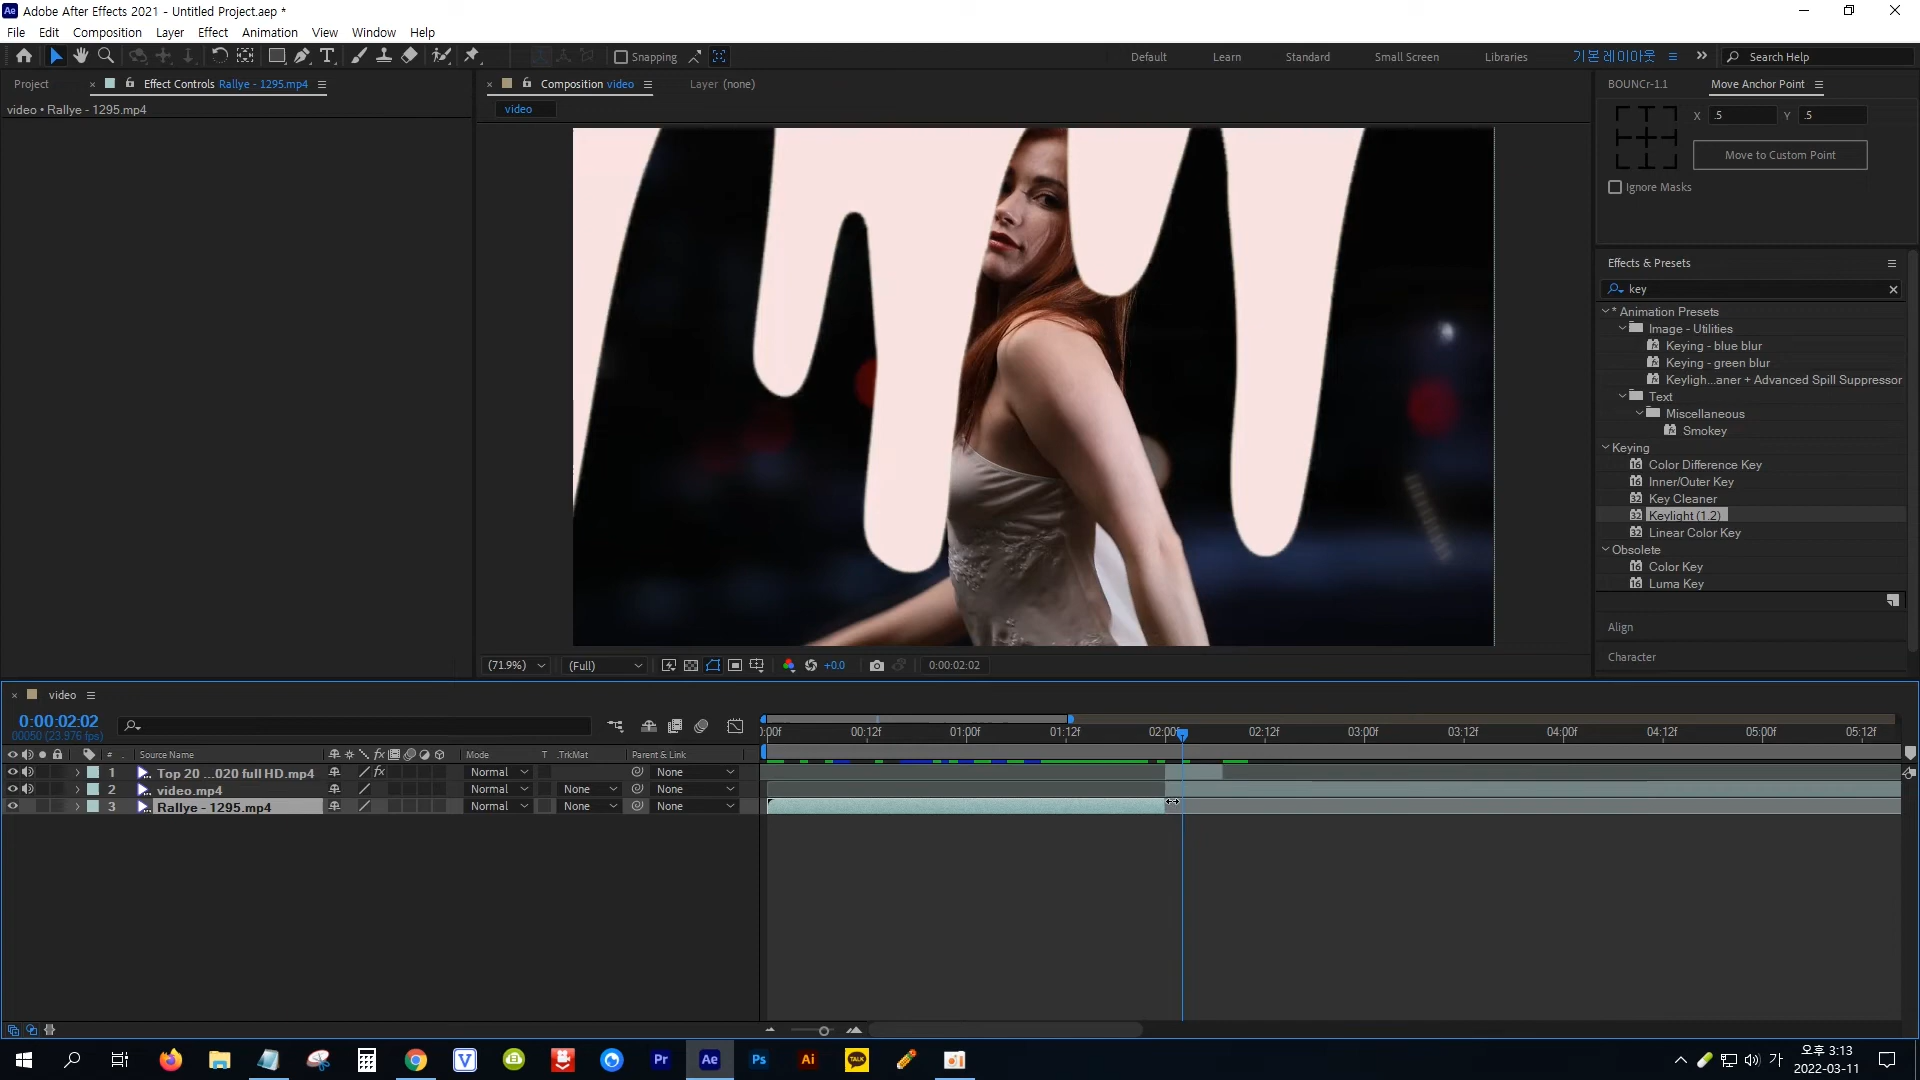 Ae Adobe After Effects 2021 - Untitled Project.aep *
File Edit Composition Layer Effect Animation View Window Help
Snapping Default Learn Standard Small Screen Libraries 기본 레이아웃 Search Help
Project Effect Controls Rallye - 1295.mp4
video • Rallye - 1295.mp4
Composition video Layer (none)
video
BOUNCr-1.1 Move Anchor Point
X .5 Y .5
Move to Custom Point
Ignore Masks
Effects & Presets
key
* Animation Presets
Image - Utilities
Keying - blue blur
Keying - green blur
Keyligh...aner + Advanced Spill Suppressor
Text
Miscellaneous
Smokey
Keying
Color Difference Key
Inner/Outer Key
Key Cleaner
Keylight (1.2)
Linear Color Key
Obsolete
Color Key
Luma Key
Align
Character
(71.9%) (Full) +0.0 0:00:02:02
video
0:00:02:02
00050 (23.976 fps)
# Source Name Mode T .TrkMat Parent & Link
1 Top 20 ...020 full HD.mp4 Normal None
2 video.mp4 Normal None None
3 Rallye - 1295.mp4 Normal None None
):00f 00:12f 01:00f 01:12f 02:00f 02:12f 03:00f 03:12f 04:00f 04:12f 05:00f 05:12f
V Pr Ae Ps Ai TALK
가 오후 3:13
2022-03-11